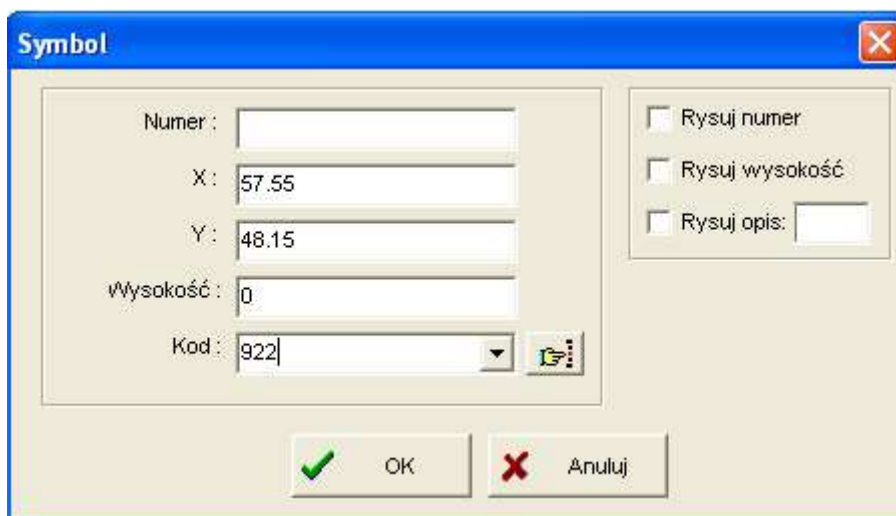 Symbol
Numer :
X : 57.55
Y : 48.15
Wysokość : 0
Kod : 922
Rysuj numer
Rysuj wysokość
Rysuj opis:
OK
Anuluj